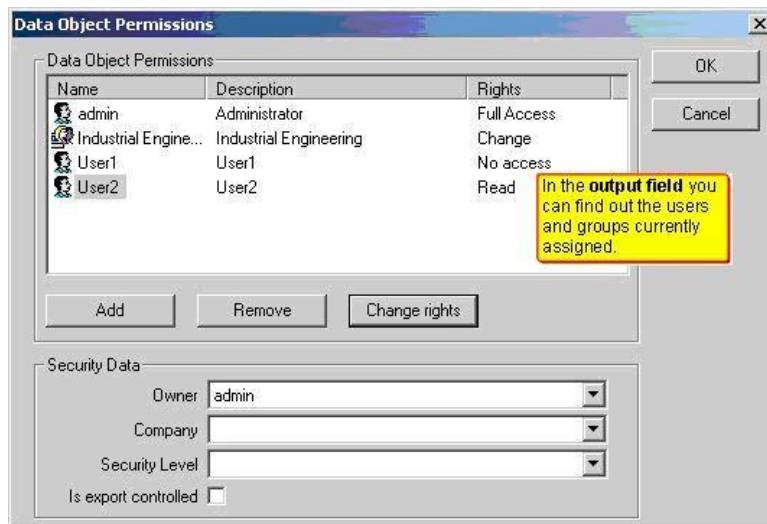 Data Object Permissions
Data Object Permissions
Name Description Rights
admin Administrator Full Access
Industrial Engine... Industrial Engineering Change
User1 User1 No access
User2 User2 Read
In the output field you
can find out the users
and groups currently
assigned.
Add Remove Change rights
OK
Cancel
Security Data
Owner admin
Company
Security Level
Is export controlled